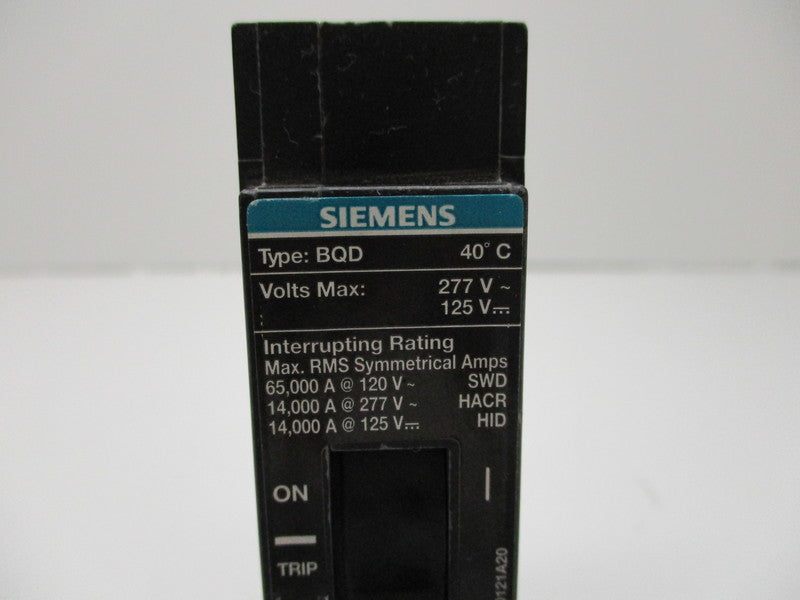 SIEMENS
Type: BQD 40° C
Volts Max: 277 V ~
125 V⎓
Interrupting Rating
Max. RMS Symmetrical Amps
65,000 A @ 120 V ~ SWD
14,000 A @ 277 V ~ HACR
14,000 A @ 125 V⎓ HID
ON |
TRIP